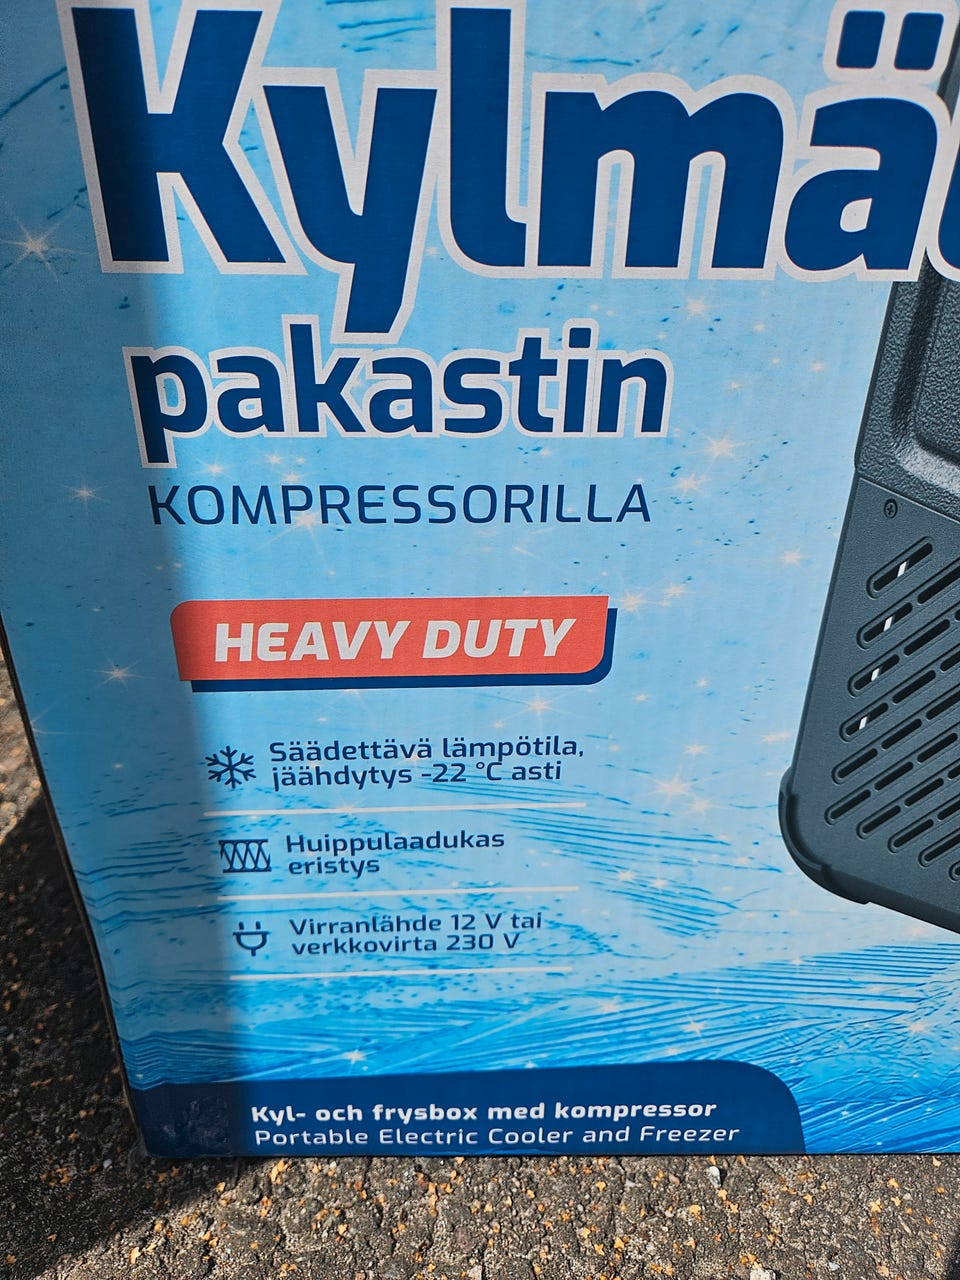 Kylmä
pakastin
KOMPRESSORILLA
HEAVY DUTY
Säädettävä lämpötila,
jäähdytys -22 °C asti
Huippulaadukas
eristys
Virranlähde 12 V tai
verkkovirta 230 V
Kyl- och frysbox med kompressor
Portable Electric Cooler and Freezer